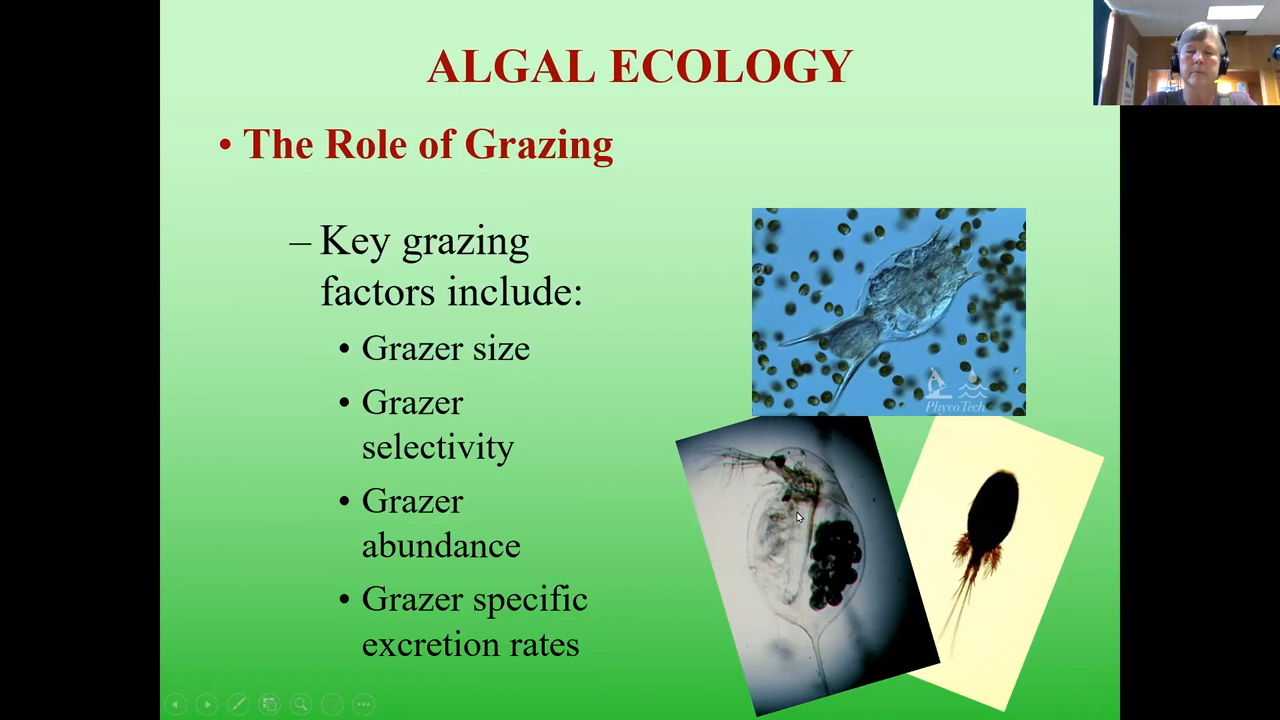 ALGAL ECOLOGY
• The Role of Grazing
– Key grazing
factors include:
• Grazer size
• Grazer
selectivity
• Grazer
abundance
• Grazer specific
excretion rates
PhycoTech